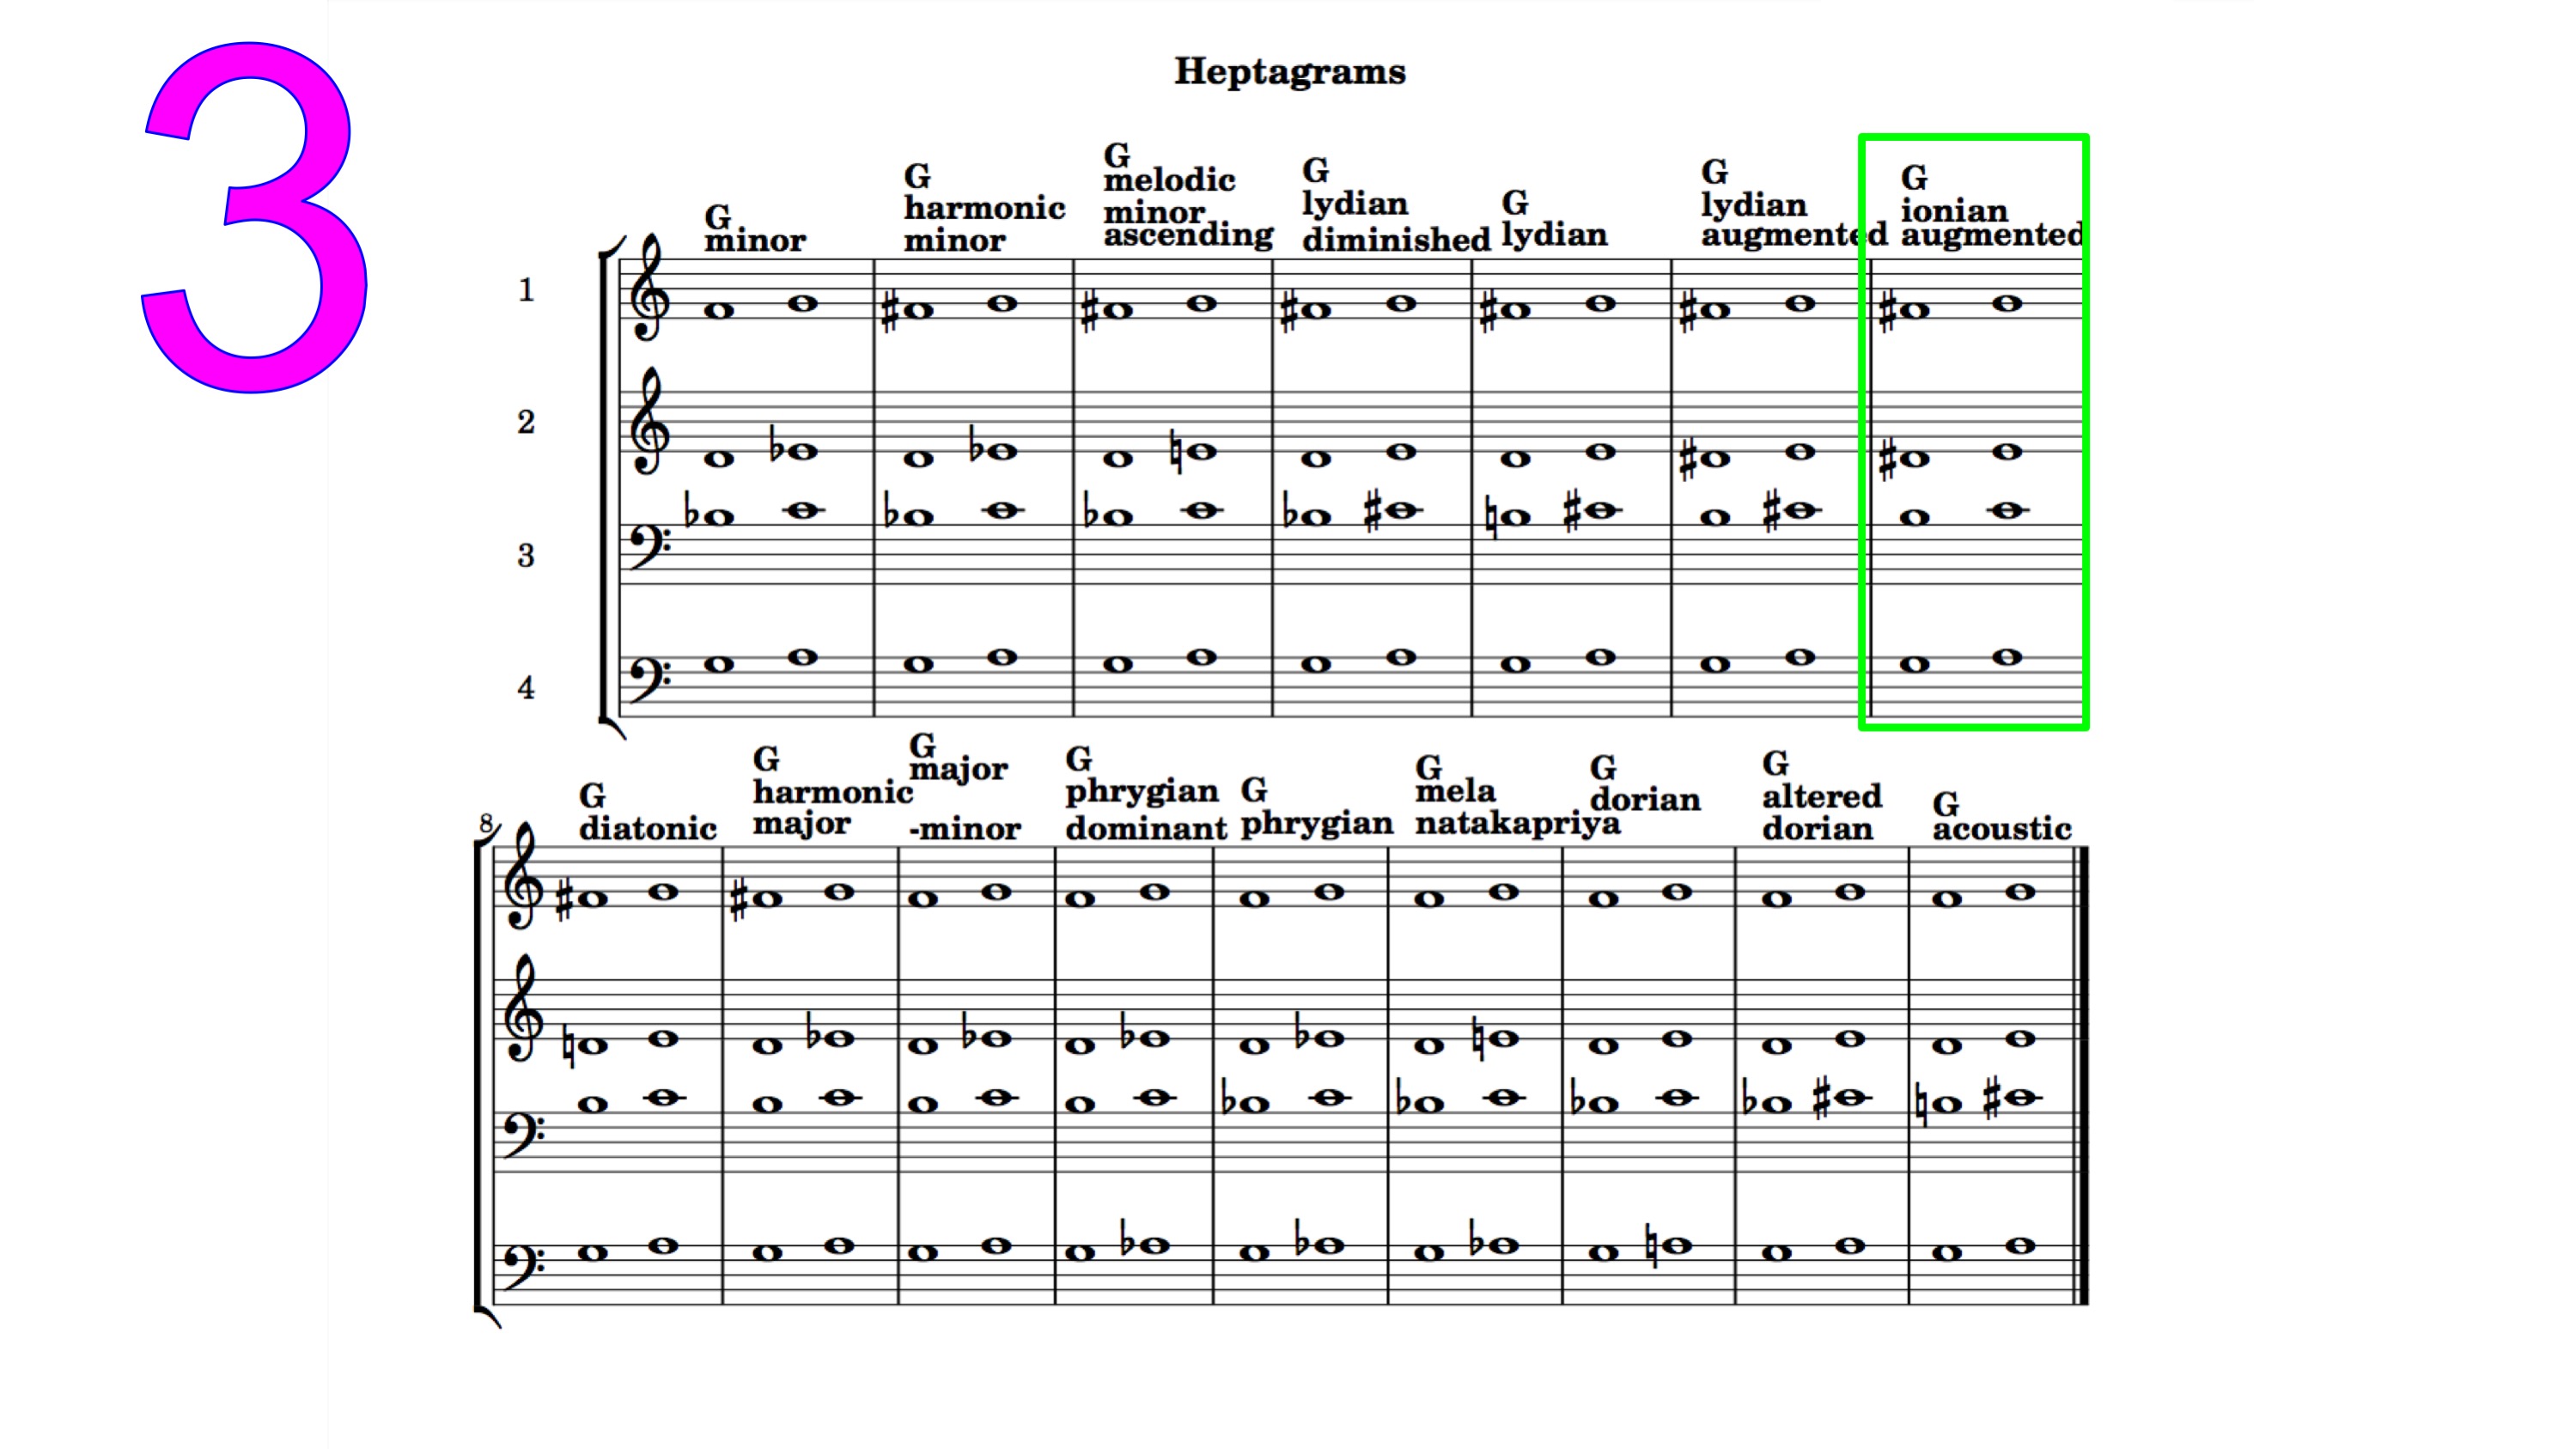 3
Heptagrams
G
minor
G
harmonic
minor
G
melodic
minor
ascending
G
lydian
diminished
G
lydian
G
lydian
augmented
G
ionian
augmented
1
2
3
4
8
G
diatonic
G
harmonic
major
G
major
-minor
G
phrygian
dominant
G
phrygian
G
mela
natakapriya
G
dorian
G
altered
dorian
G
acoustic